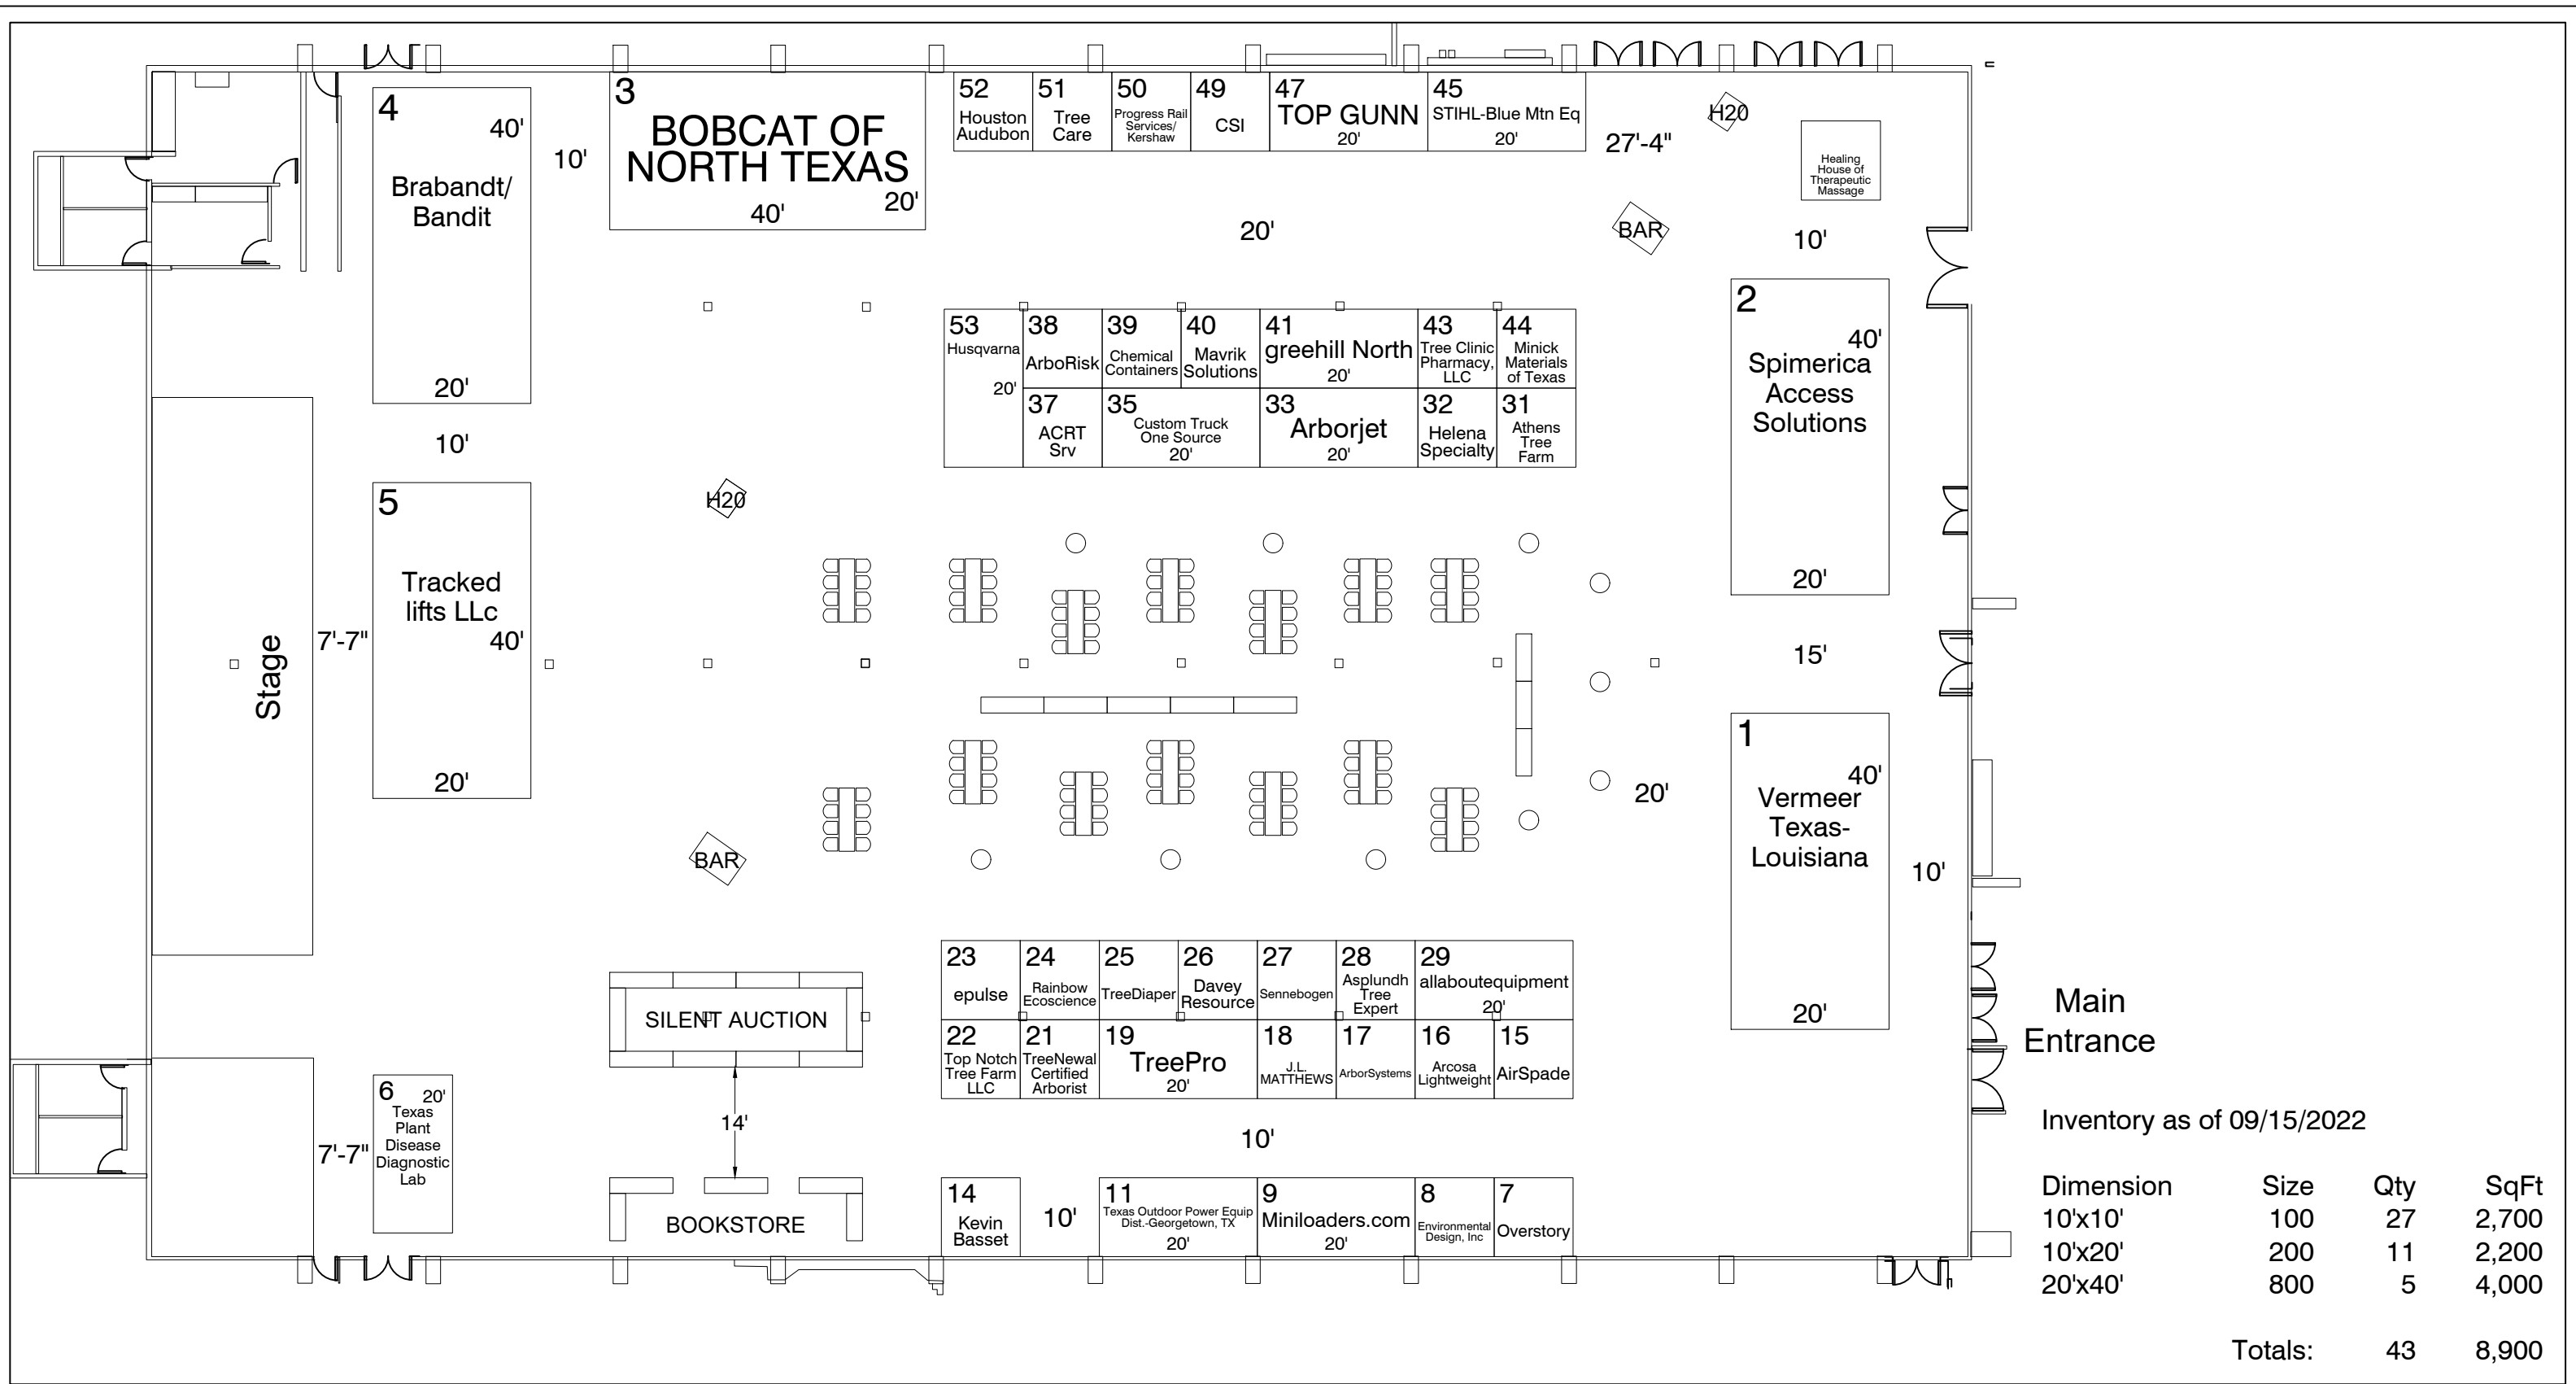 4
40'
Brabandt/
Bandit
20'
10'
3
BOBCAT OF
NORTH TEXAS
40'
20'
10'
52
Houston
Audubon
51
Tree
Care
50
Progress Rail
Services/
Kershaw
49
CSI
47
TOP GUNN
20'
45
STIHL-Blue Mtn Eq
20'
27'-4"
H20
Healing
House of
Therapeutic
Massage
BAR
10'
20'
53
Husqvarna
20'
38
ArboRisk
39
Chemical
Containers
40
Mavrik
Solutions
41
greehill North
20'
43
Tree Clinic
Pharmacy,
LLC
44
Minick
Materials
of Texas
37
ACRT
Srv
35
Custom Truck
One Source
20'
33
Arborjet
20'
32
Helena
Specialty
31
Athens
Tree
Farm
2
40'
Spimerica
Access
Solutions
20'
15'
5
Tracked
lifts LLc
40'
20'
Stage
7'-7"
H20
BAR
20'
1
40'
Vermeer
Texas-
Louisiana
20'
10'
SILENT AUCTION
14'
BOOKSTORE
6
20'
Texas
Plant
Disease
Diagnostic
Lab
7'-7"
23
epulse
24
Rainbow
Ecoscience
25
TreeDiaper
26
Davey
Resource
27
Sennebogen
28
Asplundh
Tree
Expert
29
allaboutequipment
20'
22
Top Notch
Tree Farm
LLC
21
TreeNewal
Certified
Arborist
19
TreePro
20'
18
J.L.
MATTHEWS
17
ArborSystems
16
Arcosa
Lightweight
15
AirSpade
10'
14
Kevin
Basset
10'
11
Texas Outdoor Power Equip
Dist.-Georgetown, TX
20'
9
Miniloaders.com
20'
8
Environmental
Design, Inc
7
Overstory
Main
Entrance
Inventory as of 09/15/2022
Dimension Size Qty SqFt
10'x10' 100 27 2,700
10'x20' 200 11 2,200
20'x40' 800 5 4,000
Totals: 43 8,900